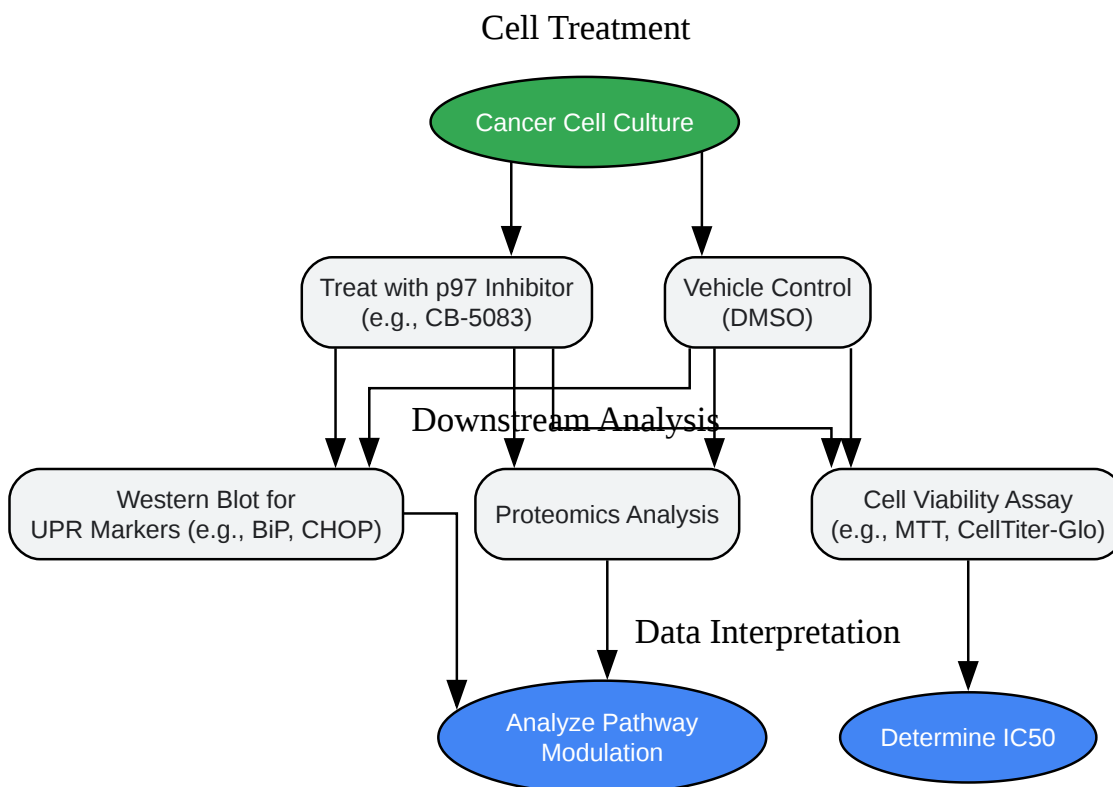 Cell Treatment
Cancer Cell Culture
Treat with p97 Inhibitor
(e.g., CB-5083)
Vehicle Control
(DMSO)
Downstream Analysis
Western Blot for
UPR Markers (e.g., BiP, CHOP)
Proteomics Analysis
Cell Viability Assay
(e.g., MTT, CellTiter-Glo)
Data Interpretation
Analyze Pathway
Modulation
Determine IC50